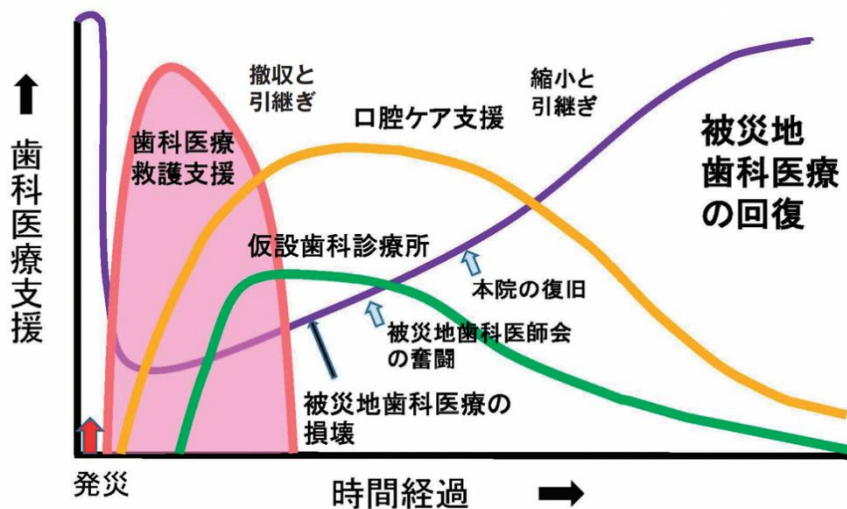 撤収と
引継ぎ
縮小と
引継ぎ
口腔ケア支援
歯科医療
救護支援
被災地
歯科医療
の回復
歯科医療支援
仮設歯科診療所
本院の復旧
被災地歯科医師会
の奮闘
被災地歯科医療の
損壊
発災
時間経過